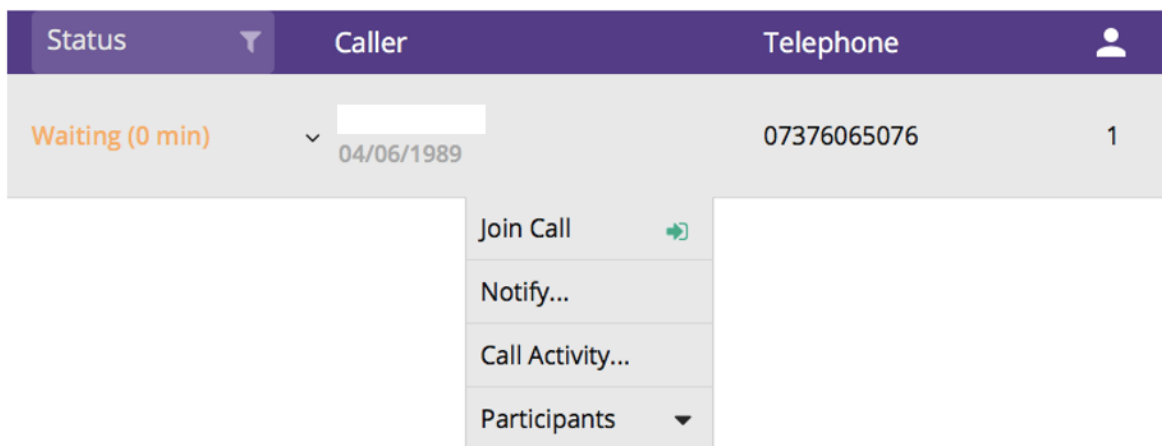 Status Caller Telephone
Waiting (0 min) 07376065076 1
04/06/1989
Join Call
Notify...
Call Activity...
Participants